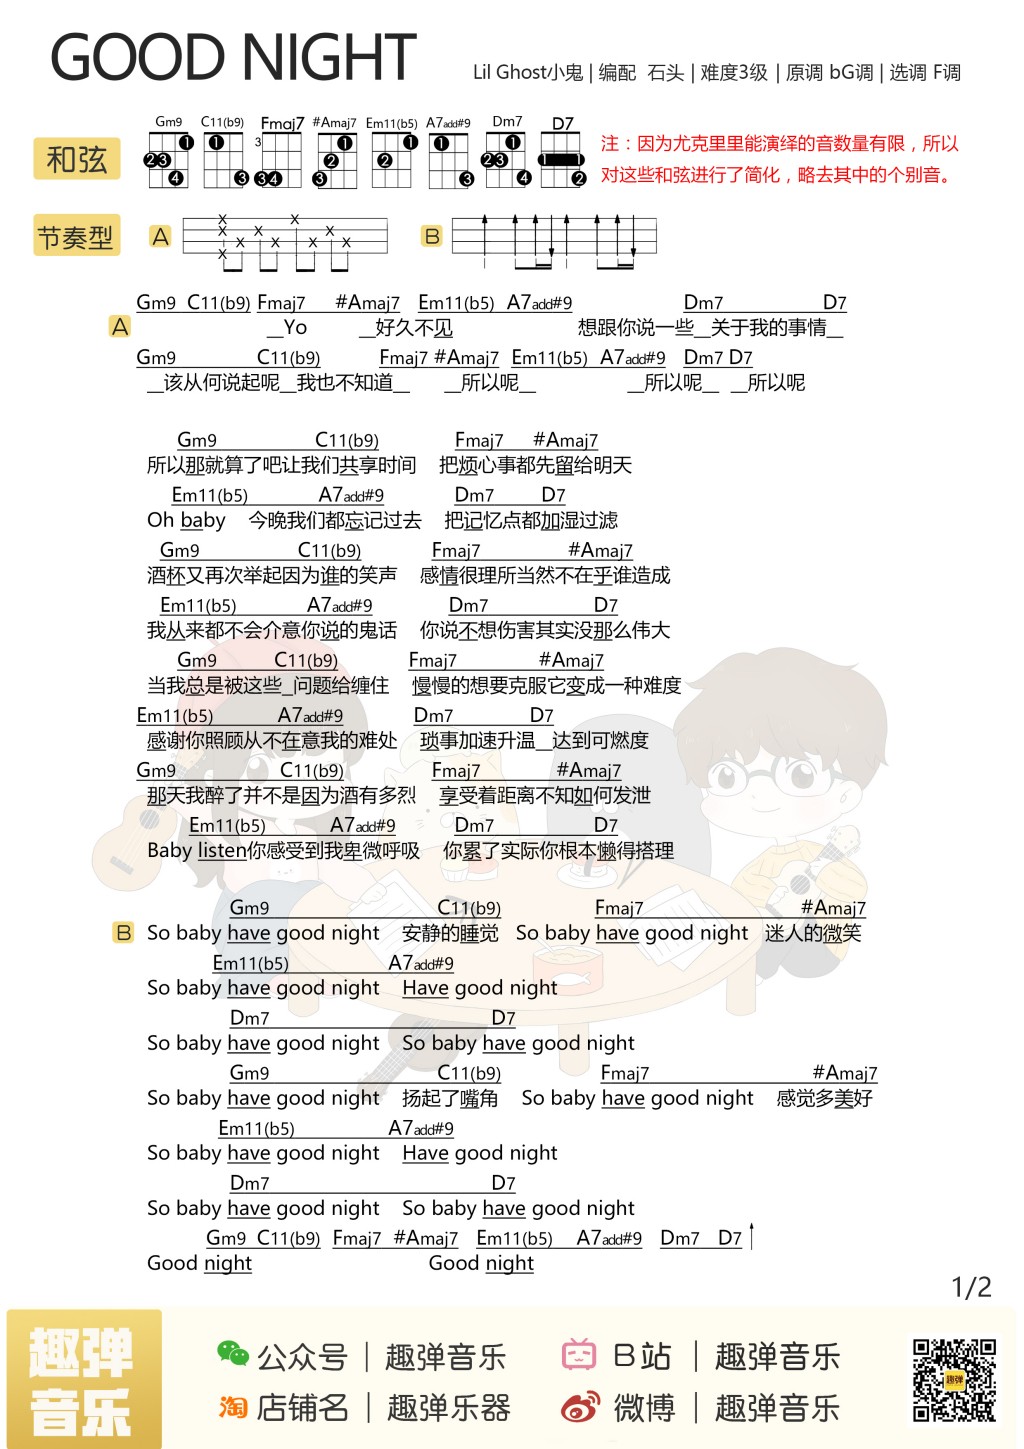 GOOD NIGHT
Lil Ghost小鬼 | 编配 石头 | 难度3级 | 原调 bG调 | 选调 F调
和弦
Gm9 C11(b9) Fmaj7 #Amaj7 Em11(b5) A7add#9 Dm7 D7
3
注：因为尤克里里能演绎的音数量有限，所以
对这些和弦进行了简化，略去其中的个别音。
节奏型 A B
Gm9 C11(b9) Fmaj7 #Amaj7 Em11(b5) A7add#9 Dm7 D7
A __Yo __好久不见 想跟你说一些__关于我的事情__
Gm9 C11(b9) Fmaj7 #Amaj7 Em11(b5) A7add#9 Dm7 D7
__该从何说起呢__我也不知道__ __所以呢__ __所以呢__ __所以呢
Gm9 C11(b9) Fmaj7 #Amaj7
所以那就算了吧让我们共享时间 把烦心事都先留给明天
Em11(b5) A7add#9 Dm7 D7
Oh baby 今晚我们都忘记过去 把记忆点都加湿过滤
Gm9 C11(b9) Fmaj7 #Amaj7
酒杯又再次举起因为谁的笑声 感情很理所当然不在乎谁造成
Em11(b5) A7add#9 Dm7 D7
我从来都不会介意你说的鬼话 你说不想伤害其实没那么伟大
Gm9 C11(b9) Fmaj7 #Amaj7
当我总是被这些_问题给缠住 慢慢的想要克服它变成一种难度
Em11(b5) A7add#9 Dm7 D7
感谢你照顾从不在意我的难处 琐事加速升温__达到可燃度
Gm9 C11(b9) Fmaj7 #Amaj7
那天我醉了并不是因为酒有多烈 享受着距离不知如何发泄
Em11(b5) A7add#9 Dm7 D7
Baby listen你感受到我卑微呼吸 你累了实际你根本懒得搭理
Gm9 C11(b9) Fmaj7 #Amaj7
B So baby have good night 安静的睡觉 So baby have good night 迷人的微笑
Em11(b5) A7add#9
So baby have good night Have good night
Dm7 D7
So baby have good night So baby have good night
Gm9 C11(b9) Fmaj7 #Amaj7
So baby have good night 扬起了嘴角 So baby have good night 感觉多美好
Em11(b5) A7add#9
So baby have good night Have good night
Dm7 D7
So baby have good night So baby have good night
Gm9 C11(b9) Fmaj7 #Amaj7 Em11(b5) A7add#9 Dm7 D7
Good night Good night
1/2
趣弹
音乐
公众号 | 趣弹音乐 B站 | 趣弹音乐
淘 店铺名 | 趣弹乐器 微博 | 趣弹音乐
趣弹